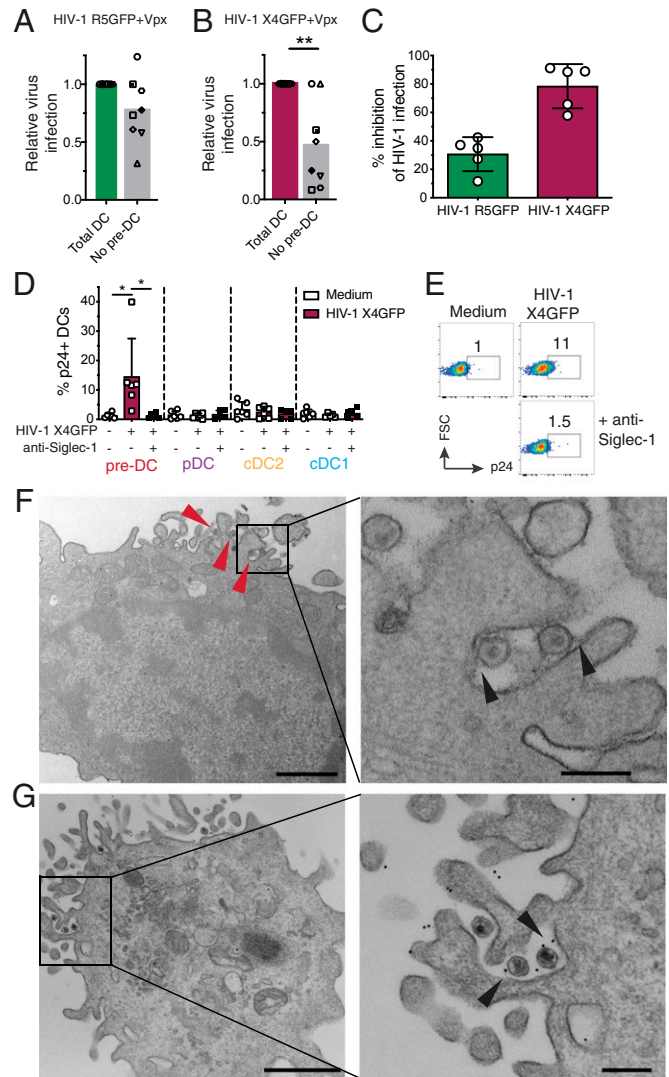 A
HIV-1 R5GFP+Vpx
Relative virus
infection
1.0
0.5
0.0
Total DC
No pre-DC
B
HIV-1 X4GFP+Vpx
**
Relative virus
infection
1.0
0.5
0.0
Total DC
No pre-DC
C
% inhibition
of HIV-1 infection
100
80
60
40
20
0
HIV-1 R5GFP
HIV-1 X4GFP
D
% p24+ DCs
40
30
20
10
0
* *
Medium
HIV-1 X4GFP
HIV-1 X4GFP - + + - + + - + + - + +
anti-Siglec-1 - - + - - + - - + - - +
pre-DC pDC cDC2 cDC1
E
Medium
HIV-1
X4GFP
1
11
1.5
+ anti-
Siglec-1
FSC
p24
F
G